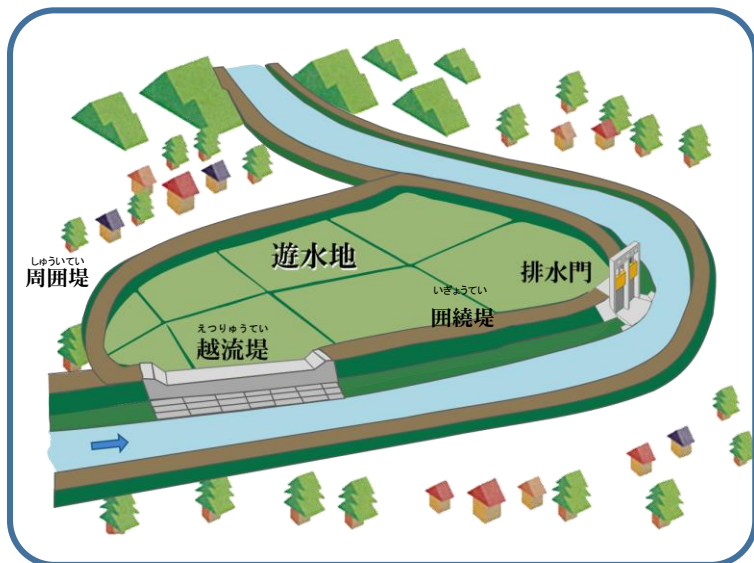 遊水地
しゅういてい
周囲堤
排水門
いぎょうてい
囲繞堤
えつりゅうてい
越流堤